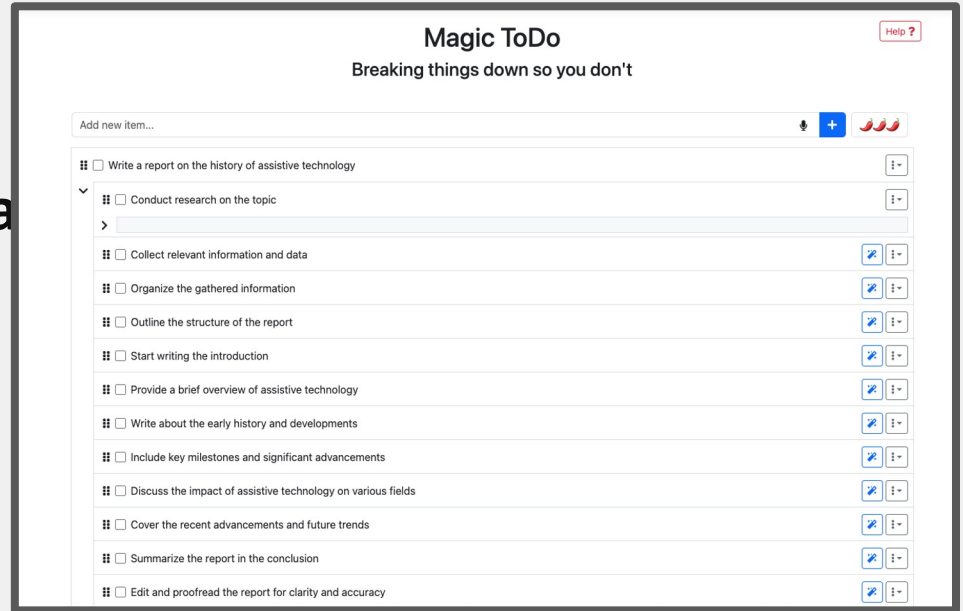 Magic ToDo
Help ?
Breaking things down so you don't
Add new item...
Write a report on the history of assistive technology
Conduct research on the topic
Collect relevant information and data
Organize the gathered information
Outline the structure of the report
Start writing the introduction
Provide a brief overview of assistive technology
Write about the early history and developments
Include key milestones and significant advancements
Discuss the impact of assistive technology on various fields
Cover the recent advancements and future trends
Summarize the report in the conclusion
Edit and proofread the report for clarity and accuracy